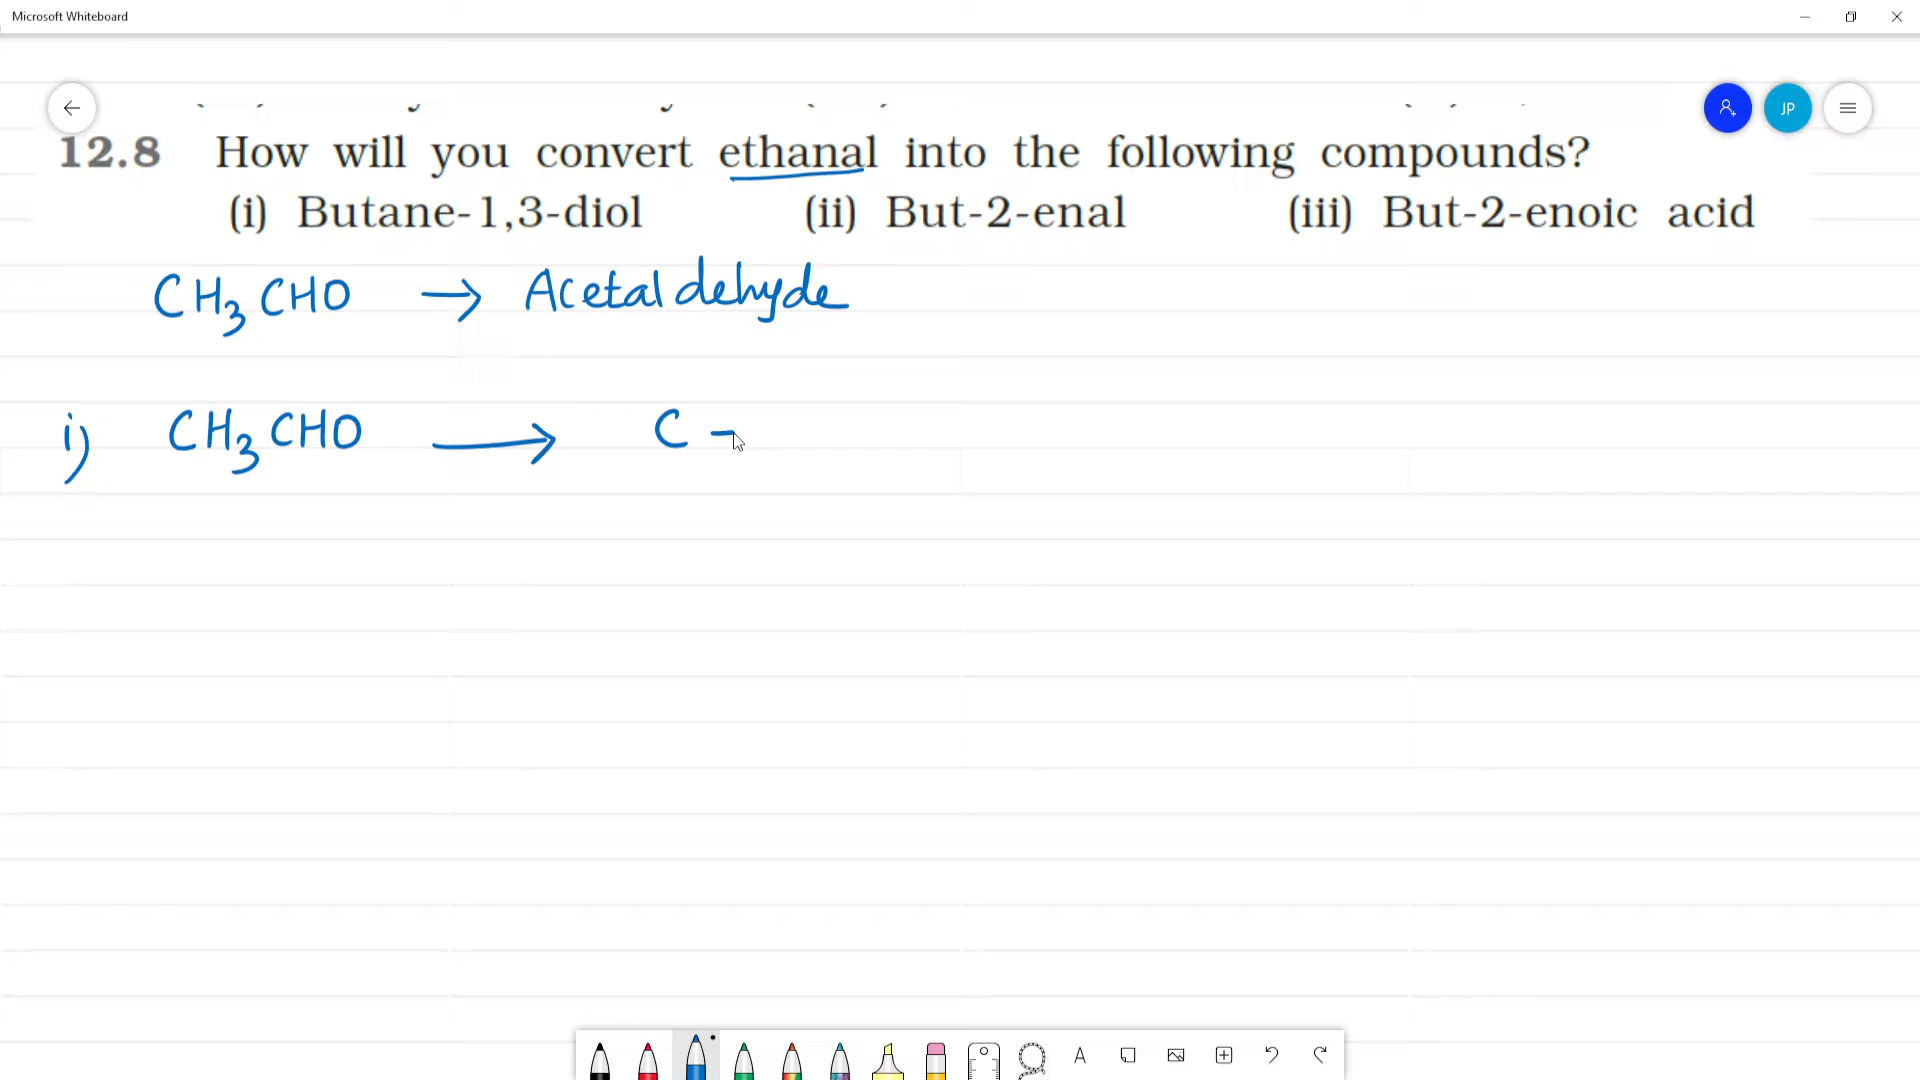 Microsoft Whiteboard
JP
12.8 How will you convert ethanal into the following compounds?
(i) Butane-1,3-diol (ii) But-2-enal (iii) But-2-enoic acid
CH₃CHO → Acetaldehyde
i) CH₃CHO → C -
A